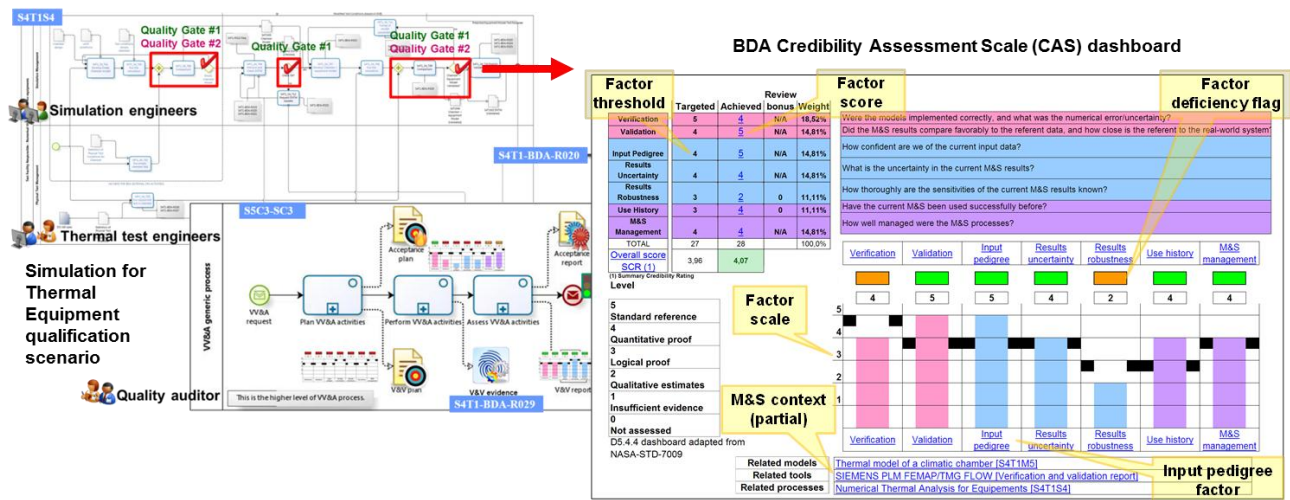 S4T1S4
Quality Gate #1
Quality Gate #2
Quality Gate #1
Quality Gate #1
Quality Gate #2
Simulation engineers
S4T1-BDA-R020
Thermal test engineers
Simulation for
Thermal
Equipment
qualification
scenario
Quality auditor
S5C3-SC3
VV&A generic process
VV&A
request
Acceptance
plan
Acceptance
report
Plan VV&A activities
Perform VV&A activities
Assess VV&A activities
V&V plan
V&V evidence
V&V report
This is the higher level of VV&A process.
S4T1-BDA-R029
BDA Credibility Assessment Scale (CAS) dashboard
Factor
threshold
Factor
score
Factor
deficiency flag
Targeted Achieved Review bonus Weight
Verification 5 4 N/A 18,52% Were the models implemented correctly, and what was the numerical error/uncertainty?
Validation 4 5 N/A 14,81% Did the M&S results compare favorably to the referent data, and how close is the referent to the real-world system
Input Pedigree 4 5 N/A 14,81% How confident are we of the current input data?
Results Uncertainty 4 4 N/A 14,81% What is the uncertainty in the current M&S results?
Results Robustness 3 2 0 11,11% How thoroughly are the sensitivities of the current M&S results known?
Use History 3 4 0 11,11% Have the current M&S been used successfully before?
M&S Management 4 4 N/A 14,81% How well managed were the M&S processes?
TOTAL 27 28 100,0%
Overall score
SCR (1) 3,96 4,07
(1) Summary Credibility Rating
Level
5
Standard reference
4
Quantitative proof
3
Logical proof
2
Qualitative estimates
1
Insufficient evidence
0
Not assessed
D5.4.4 dashboard adapted from
NASA-STD-7009
Factor
scale
M&S context
(partial)
Verification Validation Input pedigree Results uncertainty Results robustness Use history M&S management
4 5 5 4 2 4 4
5
4
3
2
1
Verification Validation Input pedigree Results uncertainty Results robustness Use history M&S management
Input pedigree
factor
Related models Thermal model of a climatic chamber [S4T1M5]
Related tools SIEMENS PLM FEMAP/TMG FLOW [Verification and validation report]
Related processes Numerical Thermal Analysis for Equipements [S4T1S4]